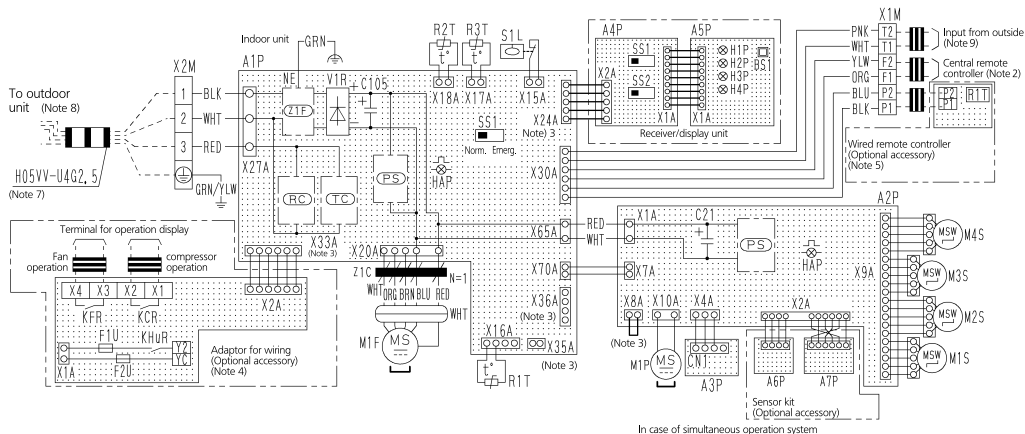 Indoor unit
GRN
A1P
NE
V1R
C105
Z1F
R2T R3T
t° t°
X18A X17A
S1L
X15A
SS1
Norm. Emerg.
X2M
1 BLK
2 WHT
3 RED
GRN/YLW
To outdoor
unit (Note 8)
H05VV-U4G2,5
(Note 7)
X27A
RC
TC
PS
HAP
X33A
(Note 3)
X20A
Z1C
N=1
WHT ORG BRN BLU RED
WHT
M1F
MS
X16A
t°
R1T
X35A
(Note 3)
X36A
(Note 3)
X70A
X65A
X30A
X24A
Note) 3
A4P
A5P
SS1
SS2
X2A
X1A X1A
H1P
H2P
H3P
H4P
BS1
Receiver/display unit
X1M
PNK T2
WHT T1
YLW F2
ORG F1
BLU P2
BLK P1
Input from outside
(Note 9)
Central remote
controller (Note 2)
P2
P1
R1T
Wired remote controller
(Optional accessory)
(Note 5)
A2P
RED
WHT
X1A
C21
PS
HAP
X7A
X8A X10A X4A
X2A
X9A
(Note 3)
M1P
MS
CN1
A3P
A6P
A7P
Sensor kit
(Optional accessory)
In case of simultaneous operation system
MSW M4S
MSW M3S
MSW M2S
MSW M1S
Terminal for operation display
Fan
operation
compressor
operation
X4 X3 X2 X1
KFR
KCR
X2A
F1U
KHuR
Y2
YC
X1A
F2U
Adaptor for wiring
(Optional accessory)
(Note 4)